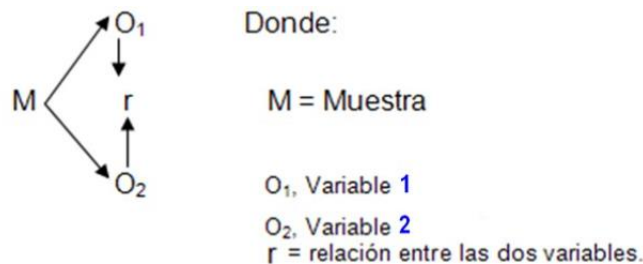 O₁ Donde:
M r M = Muestra
O₂ O₁, Variable 1
O₂, Variable 2
r = relación entre las dos variables.